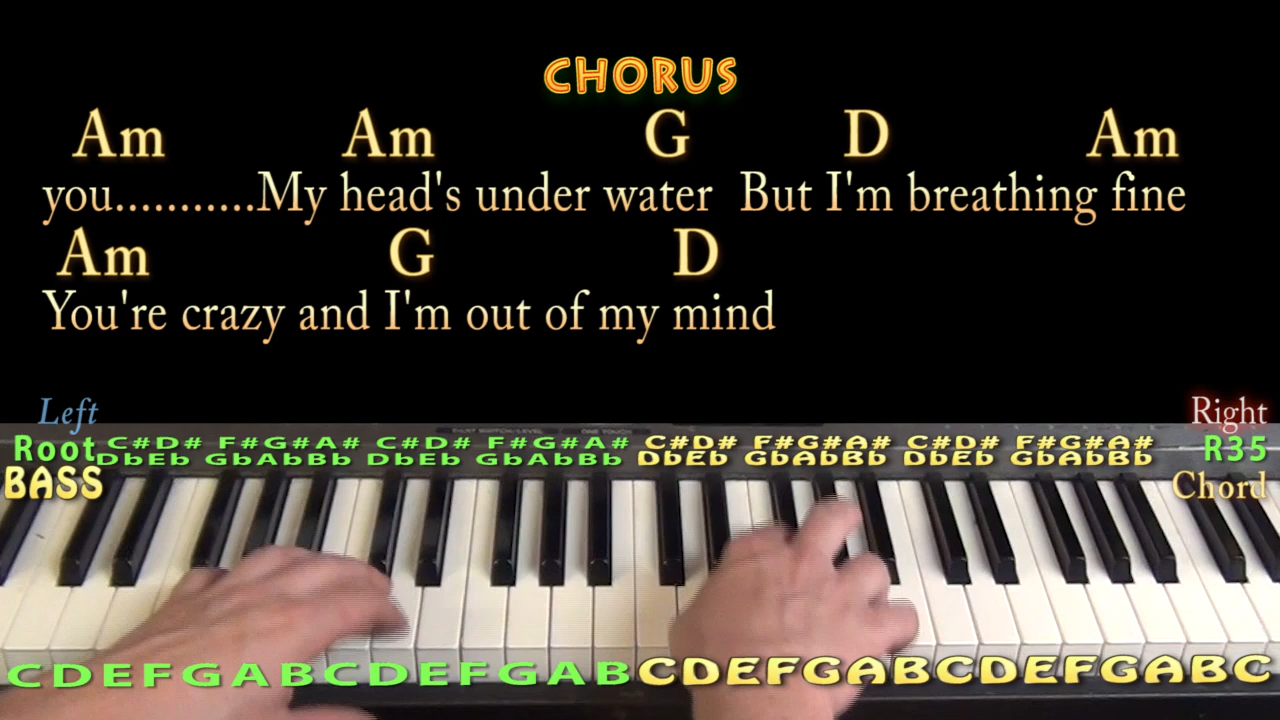 CHORUS
Am Am G D Am
you...........My head's under water But I'm breathing fine
Am G D
You're crazy and I'm out of my mind
Left Right
Root C#D# F#G#A# C#D# F#G#A# C#D# F#G#A# C#D# F#G#A# R35
DbEb GbAbBb DbEb GbAbBb DbEb GbAbBb DbEb GbAbBb
BASS Chord
CDEFGABCDEFGABCDEFGABCDEFGABC